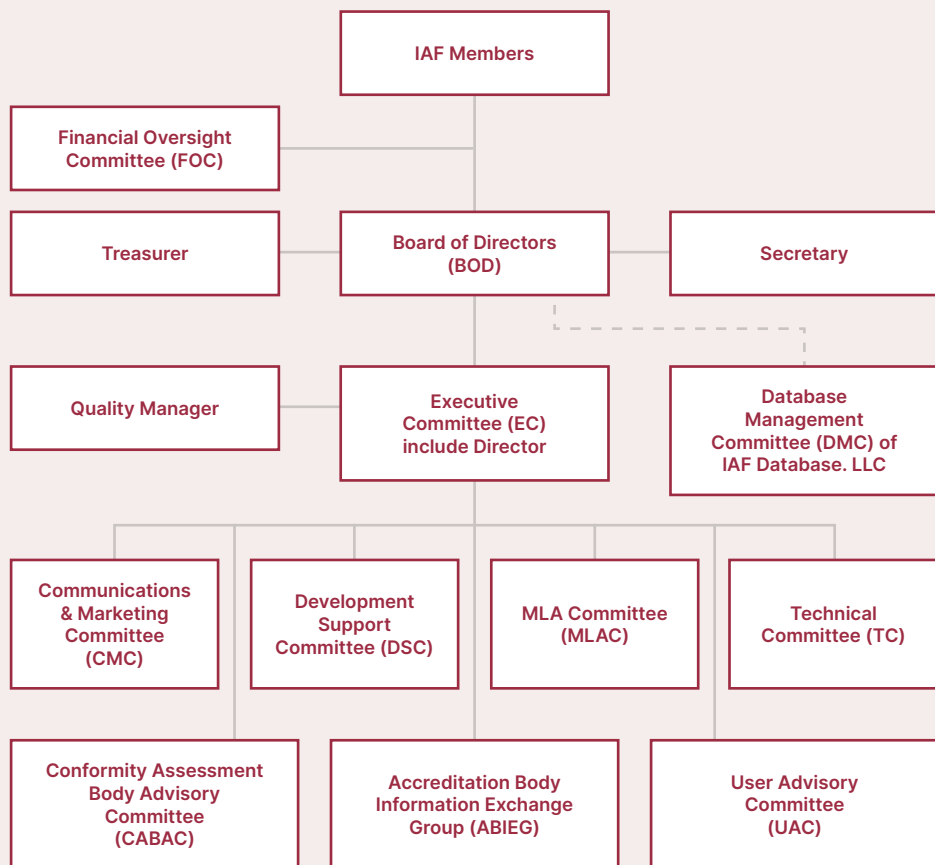 IAF Members
Financial Oversight
Committee (FOC)
Treasurer
Board of Directors
(BOD)
Secretary
Quality Manager
Executive
Committee (EC)
include Director
Database
Management
Committee (DMC) of
IAF Database. LLC
Communications
& Marketing
Committee
(CMC)
Development
Support
Committee (DSC)
MLA Committee
(MLAC)
Technical
Committee (TC)
Conformity Assessment
Body Advisory
Committee
(CABAC)
Accreditation Body
Information Exchange
Group (ABIEG)
User Advisory
Committee
(UAC)